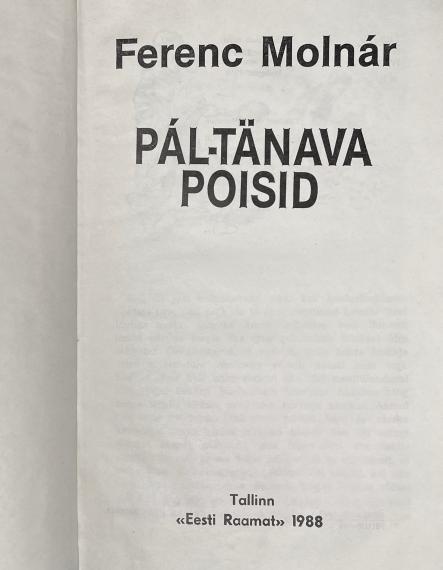 Ferenc Molnár
PÁL-TÄNAVA
POISID
Tallinn
«Eesti Raamat» 1988